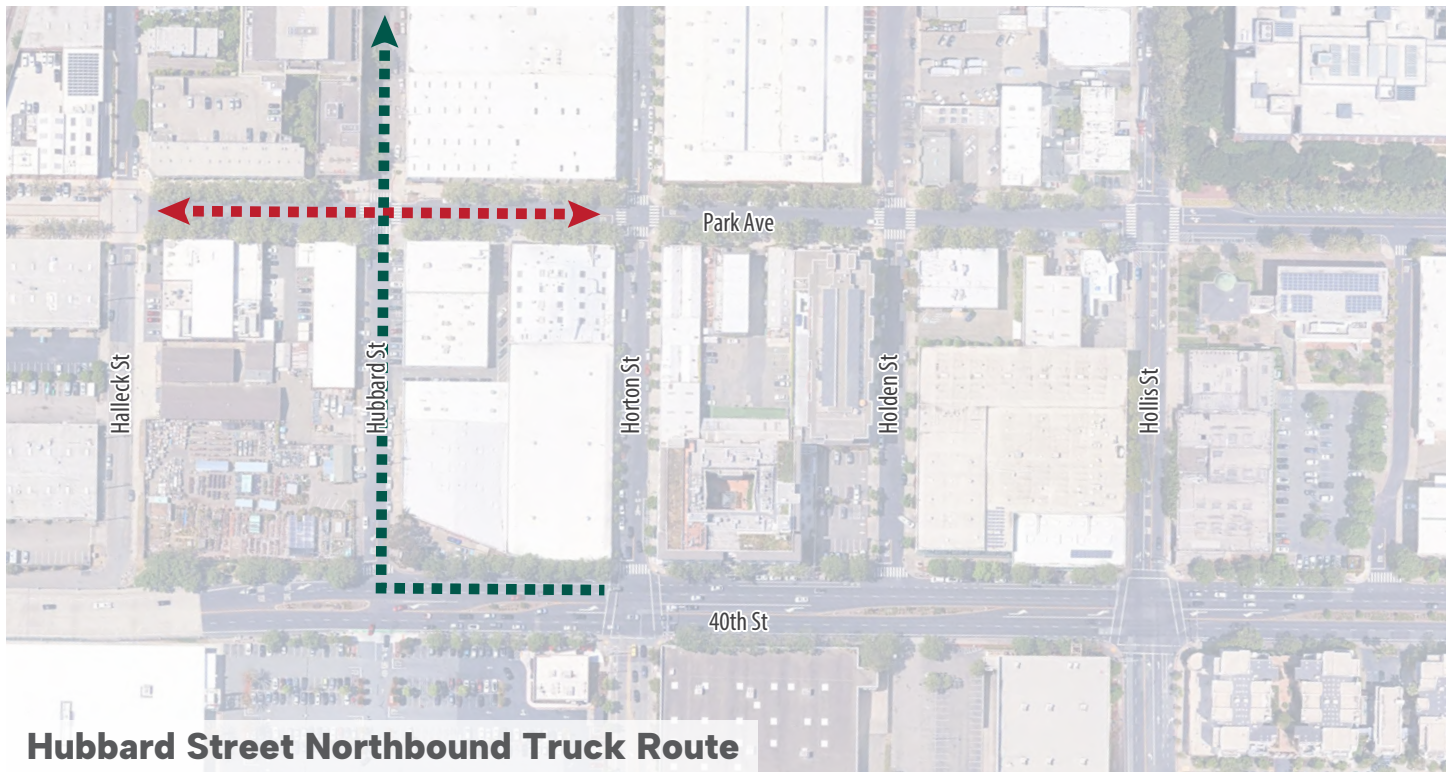 Park Ave
Halleck St
Hubbard St
Horton St
Holden St
Hollis St
40th St
Hubbard Street Northbound Truck Route